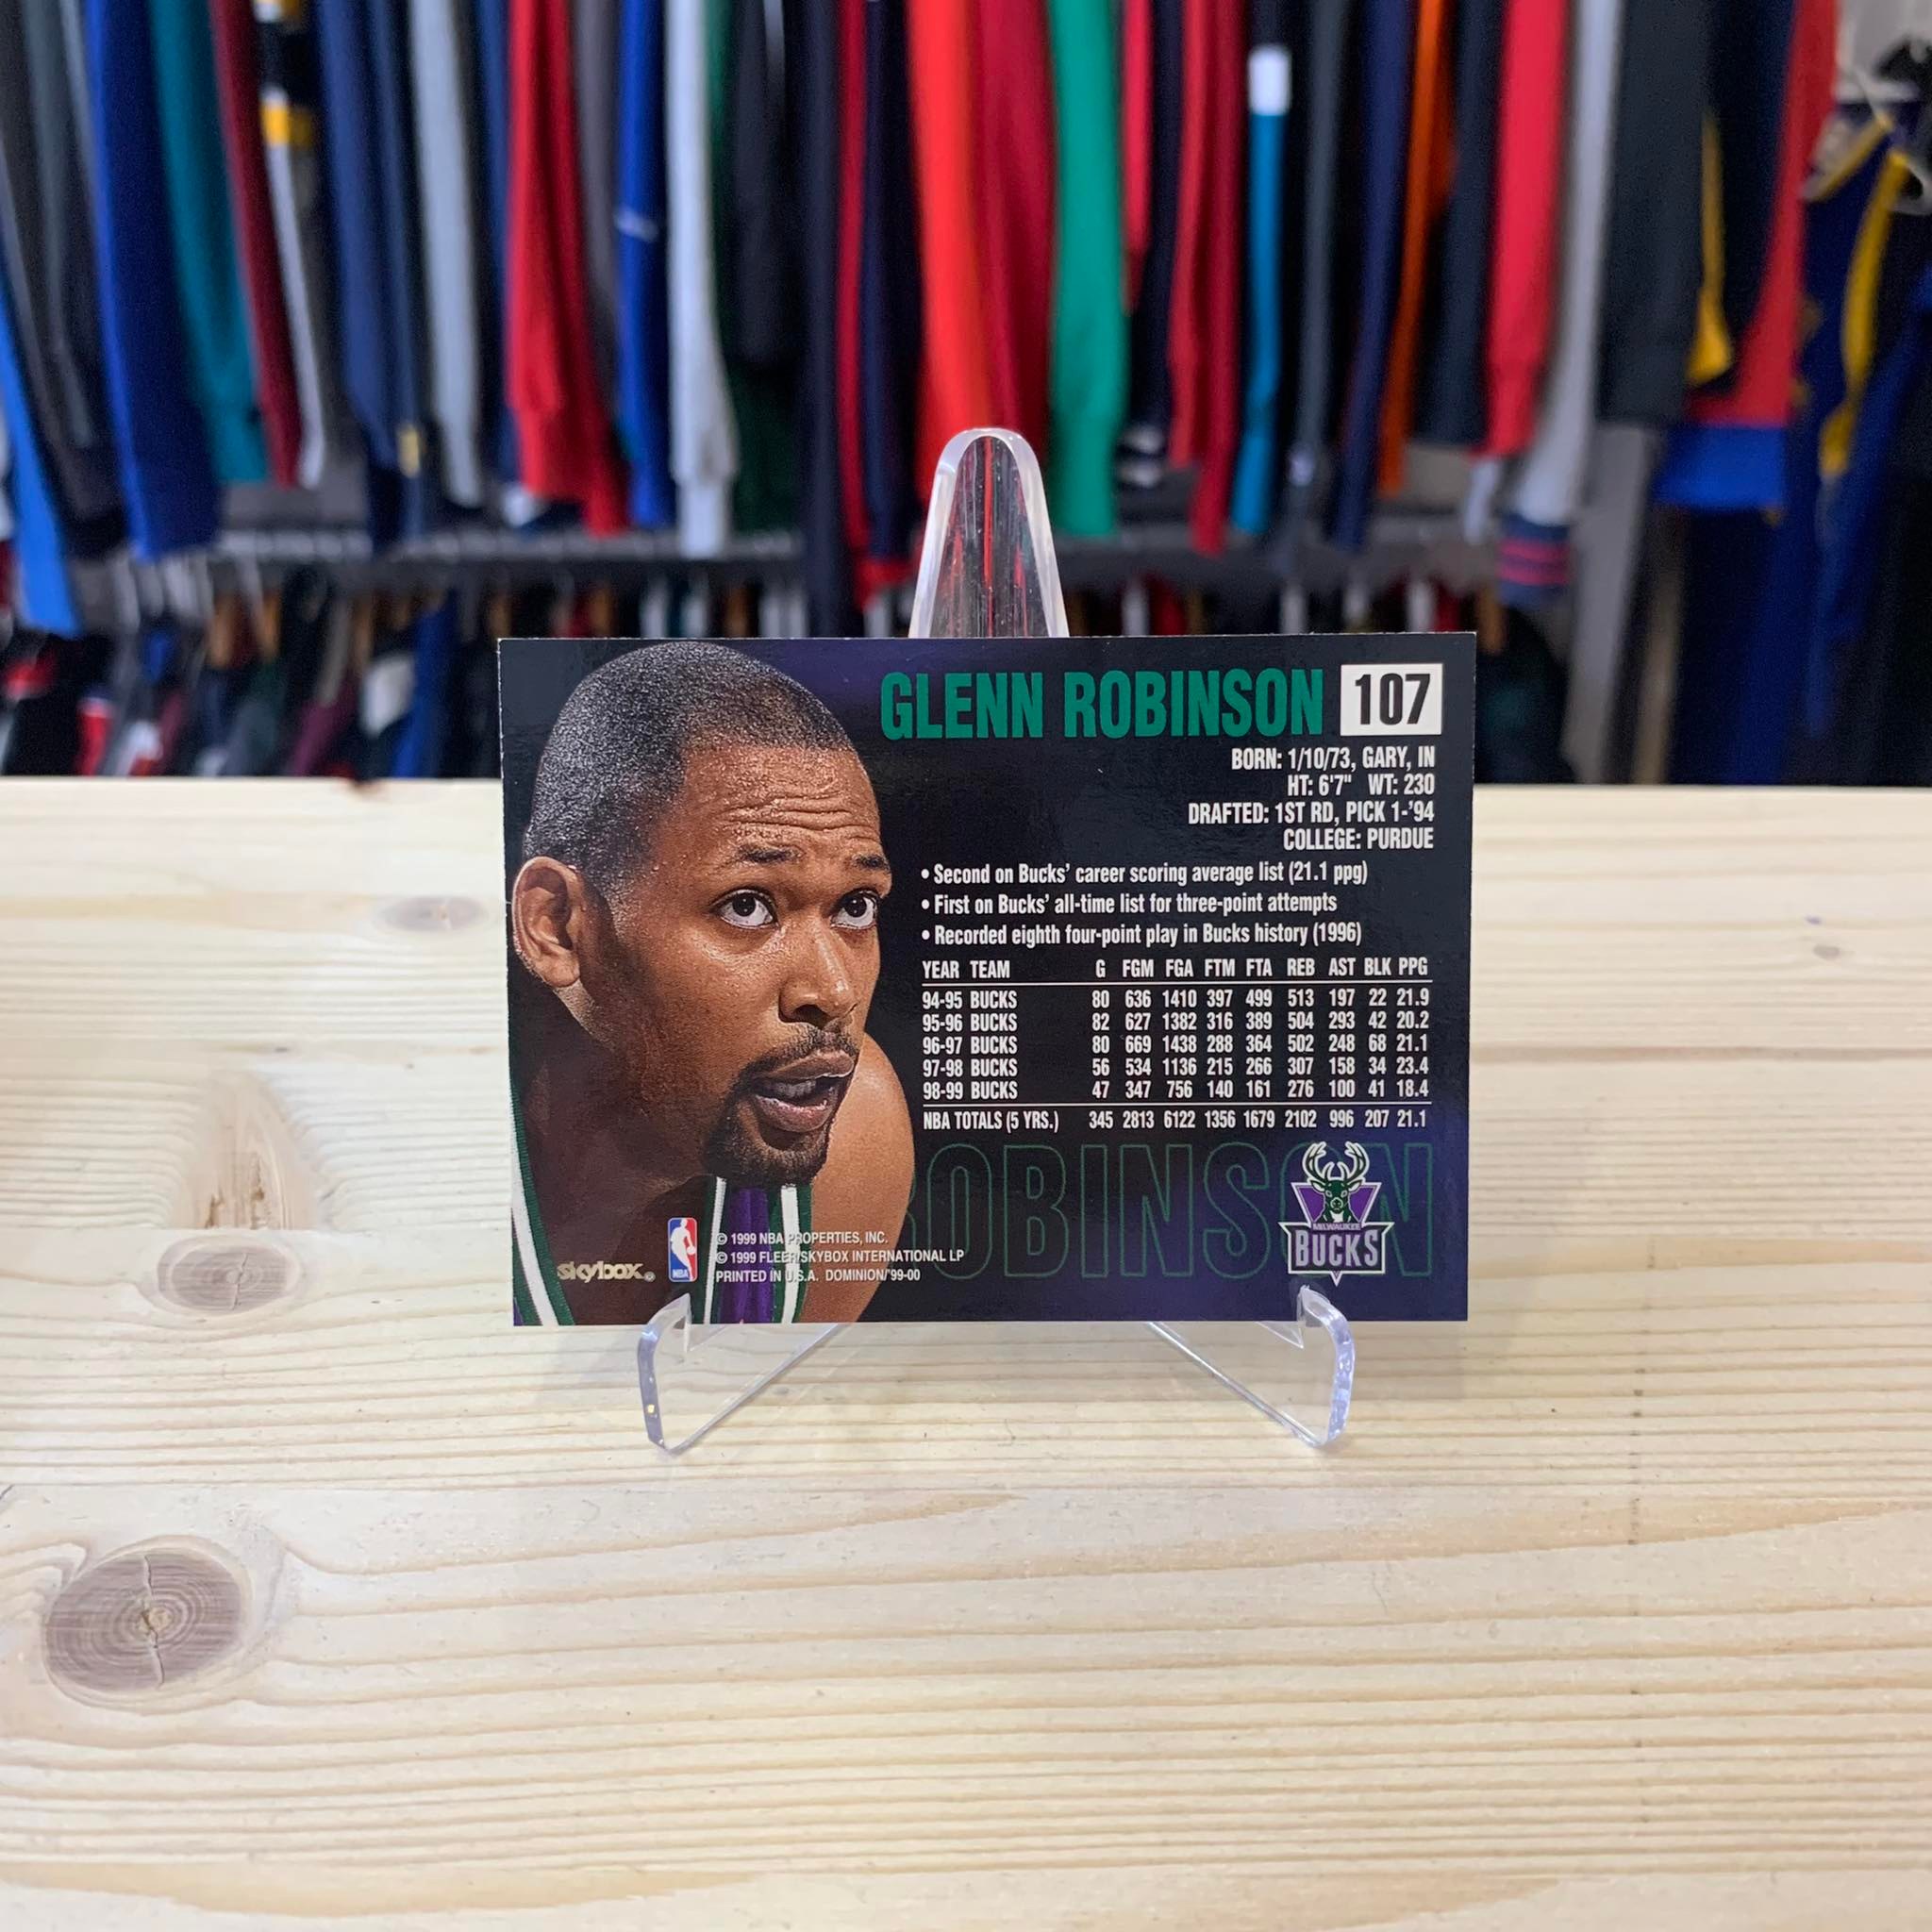 GLENN ROBINSON 107
BORN: 1/10/73, GARY, IN
HT: 6'7" WT: 230
DRAFTED: 1ST RD, PICK 1-'94
COLLEGE: PURDUE
• Second on Bucks' career scoring average list (21.1 ppg)
• First on Bucks' all-time list for three-point attempts
• Recorded eighth four-point play in Bucks history (1996)
YEAR TEAM G FGM FGA FTM FTA REB AST BLK PPG
94-95 BUCKS 80 636 1410 397 499 513 197 22 21.9
95-96 BUCKS 82 627 1382 316 389 504 293 42 20.2
96-97 BUCKS 80 669 1438 288 364 502 248 68 21.1
97-98 BUCKS 56 534 1136 215 266 307 158 34 23.4
98-99 BUCKS 47 347 756 140 161 276 100 41 18.4
NBA TOTALS (5 YRS.) 345 2813 6122 1356 1679 2102 996 207 21.1
ROBINSON
MILWAUKEE
BUCKS
skybox®
NBA
© 1999 NBA PROPERTIES, INC.
© 1999 FLEER/SKYBOX INTERNATIONAL LP
PRINTED IN U.S.A. DOMINION/'99-00